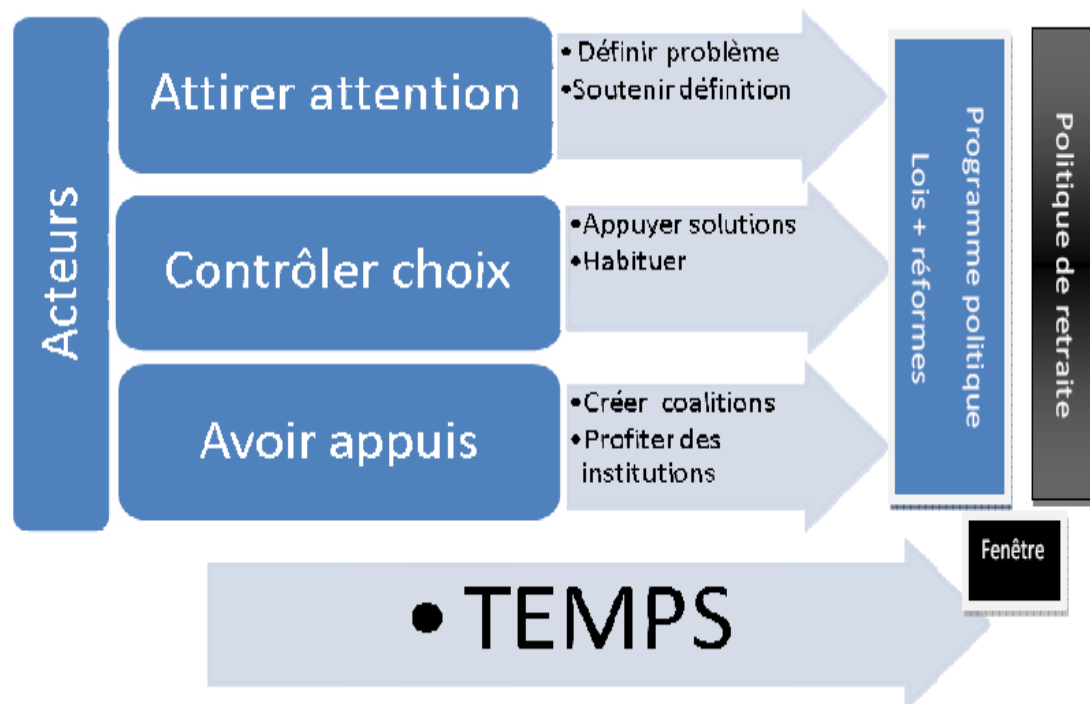 Acteurs
Attirer attention
• Définir problème
•Soutenir définition
Contrôler choix
•Appuyer solutions
•Habituer
Avoir appuis
•Créer coalitions
•Profiter des
institutions
Programme politique
Lois + réformes
Politique de retraite
Fenêtre
• TEMPS